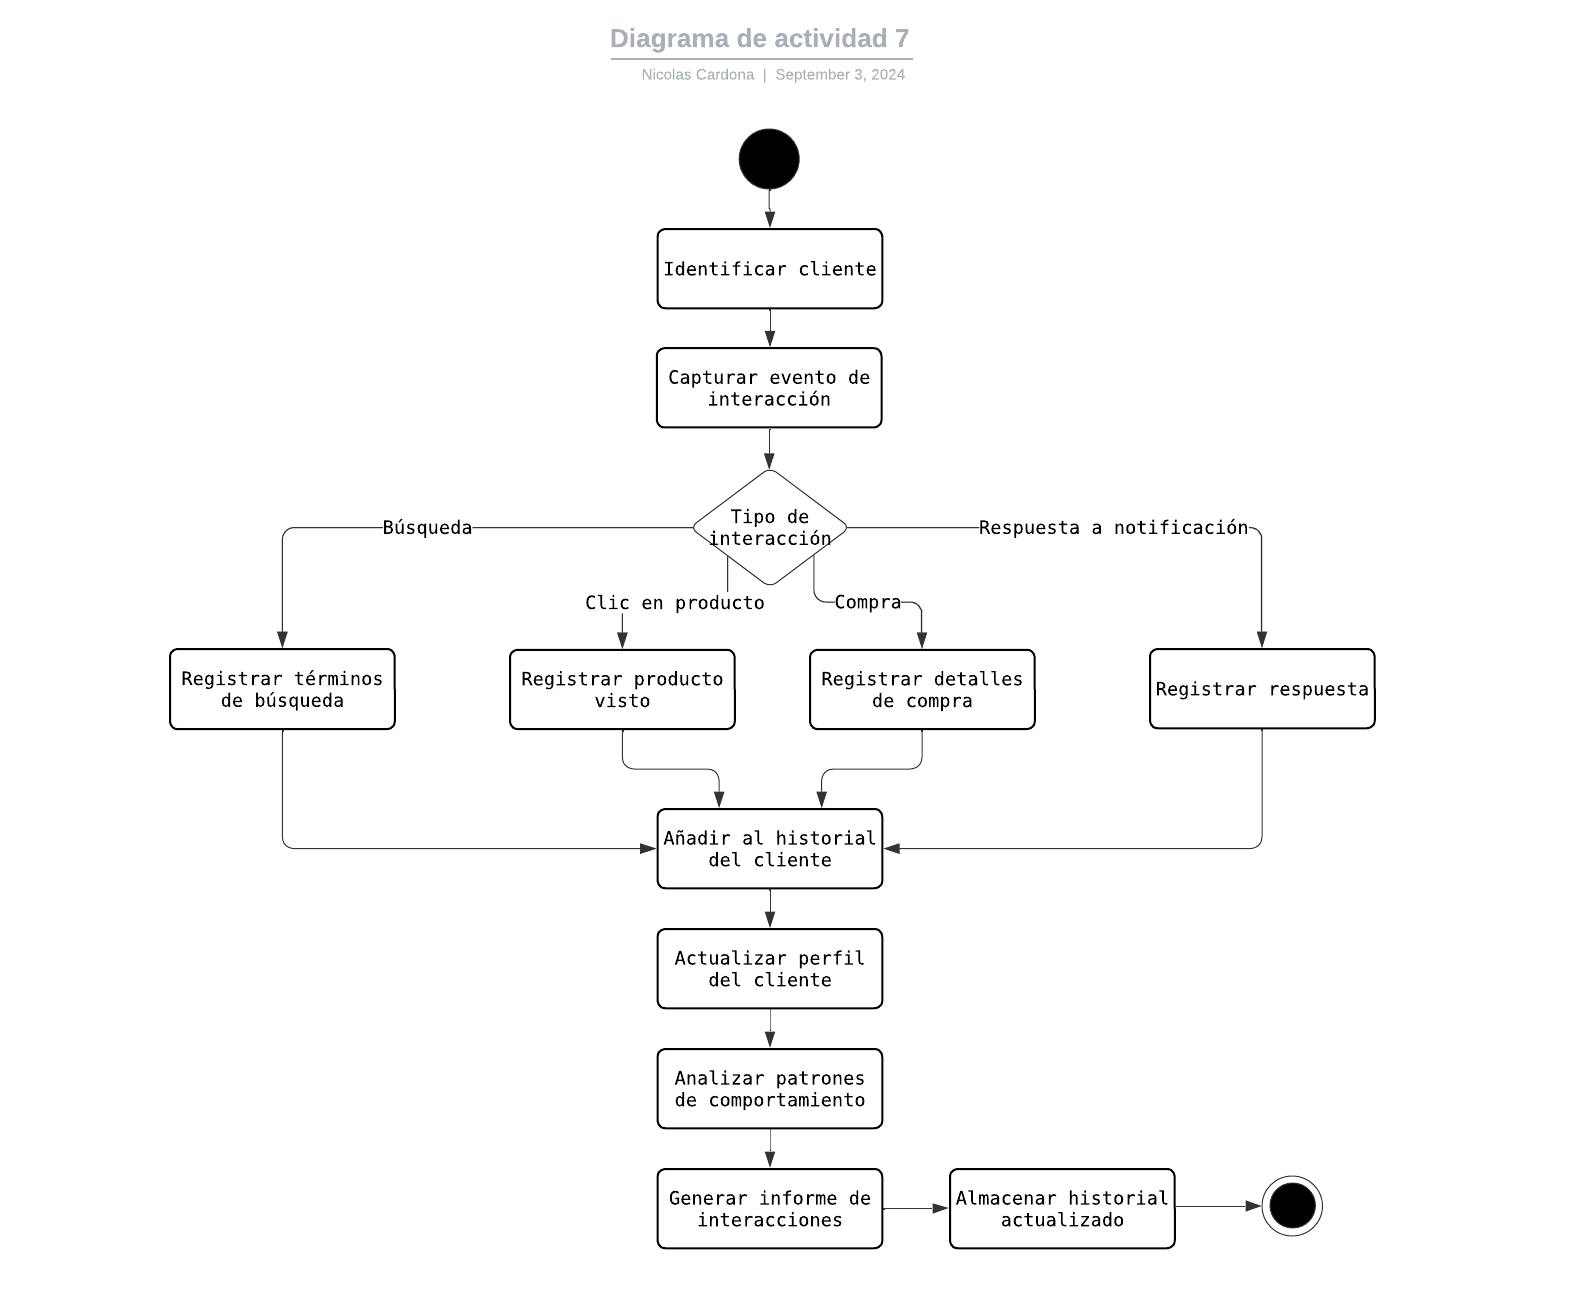 Diagrama de actividad 7
Nicolas Cardona | September 3, 2024
Identificar cliente
Capturar evento de
interacción
Tipo de
interacción
Búsqueda
Respuesta a notificación
Clic en producto
Compra
Registrar términos
de búsqueda
Registrar producto
visto
Registrar detalles
de compra
Registrar respuesta
Añadir al historial
del cliente
Actualizar perfil
del cliente
Analizar patrones
de comportamiento
Generar informe de
interacciones
Almacenar historial
actualizado